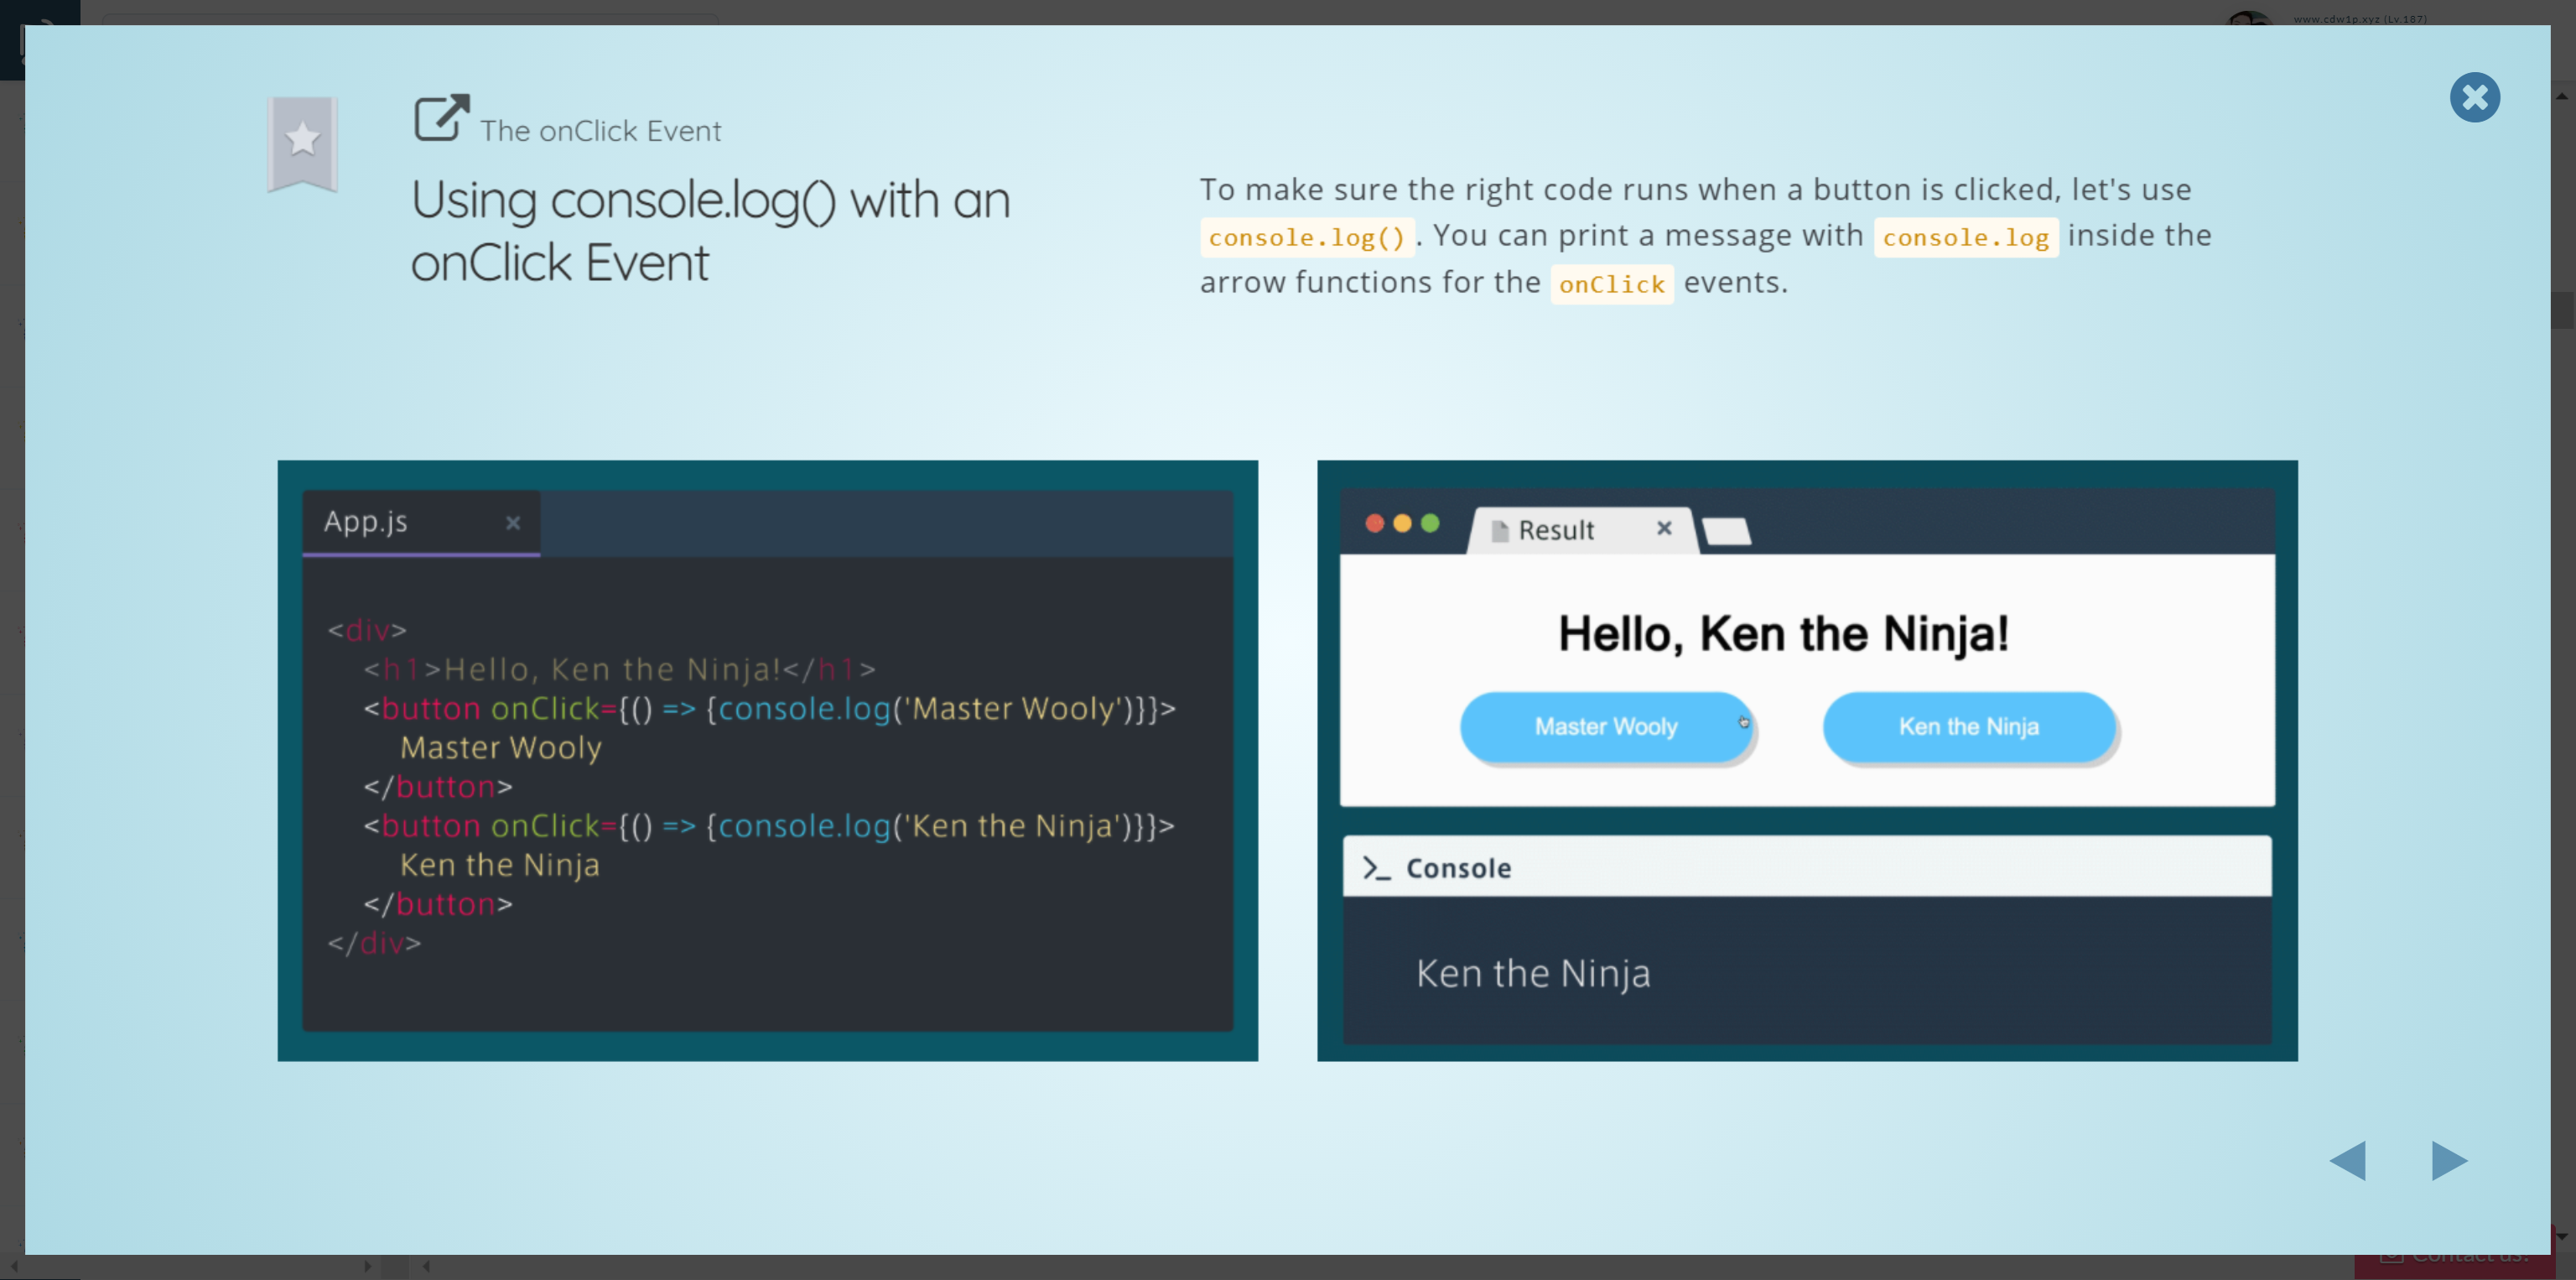 www.cdw1p.xyz (Lv.187)
The onClick Event
Using console.log() with an
onClick Event
To make sure the right code runs when a button is clicked, let's use
console.log() . You can print a message with console.log inside the
arrow functions for the onClick events.
App.js
<div>
<h1>Hello, Ken the Ninja!</h1>
<button onClick={() => {console.log('Master Wooly')}}>
Master Wooly
</button>
<button onClick={() => {console.log('Ken the Ninja')}}>
Ken the Ninja
</button>
</div>
Result
Hello, Ken the Ninja!
Master Wooly
Ken the Ninja
>_ Console
Ken the Ninja
Contact us!